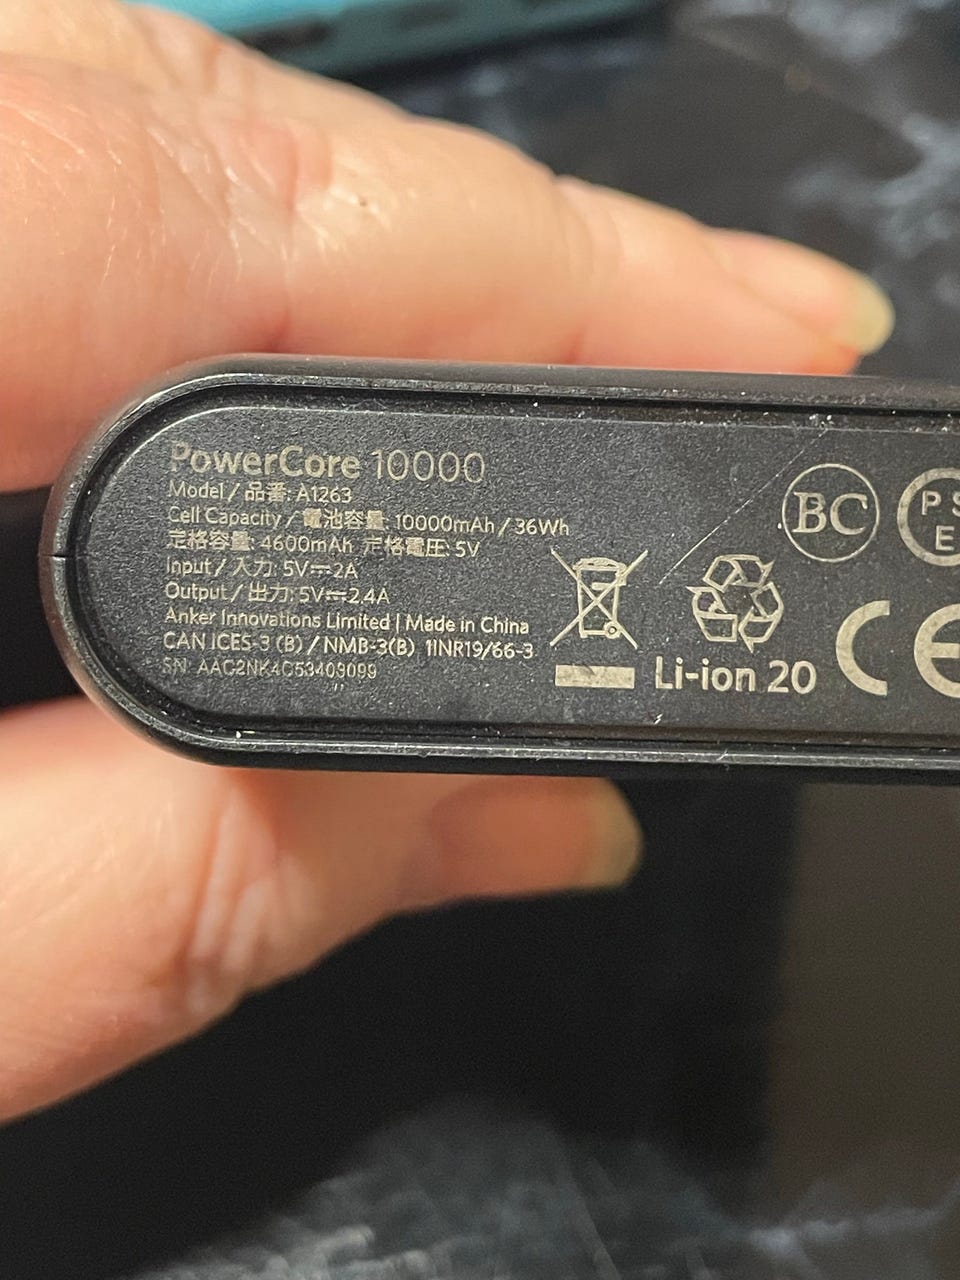 PowerCore 10000
Model / 品番: A1263
Cell Capacity / 電池容量: 10000mAh / 36Wh
定格容量: 4600mAh 定格電圧: 5V
Input / 入力: 5V⎓2A
Output / 出力: 5V⎓2.4A
Anker Innovations Limited | Made in China
CAN ICES-3 (B) / NMB-3(B) 1INR19/66-3
SN: AAC2NK4C53409099
BC
PS
E
Li-ion 20
CE